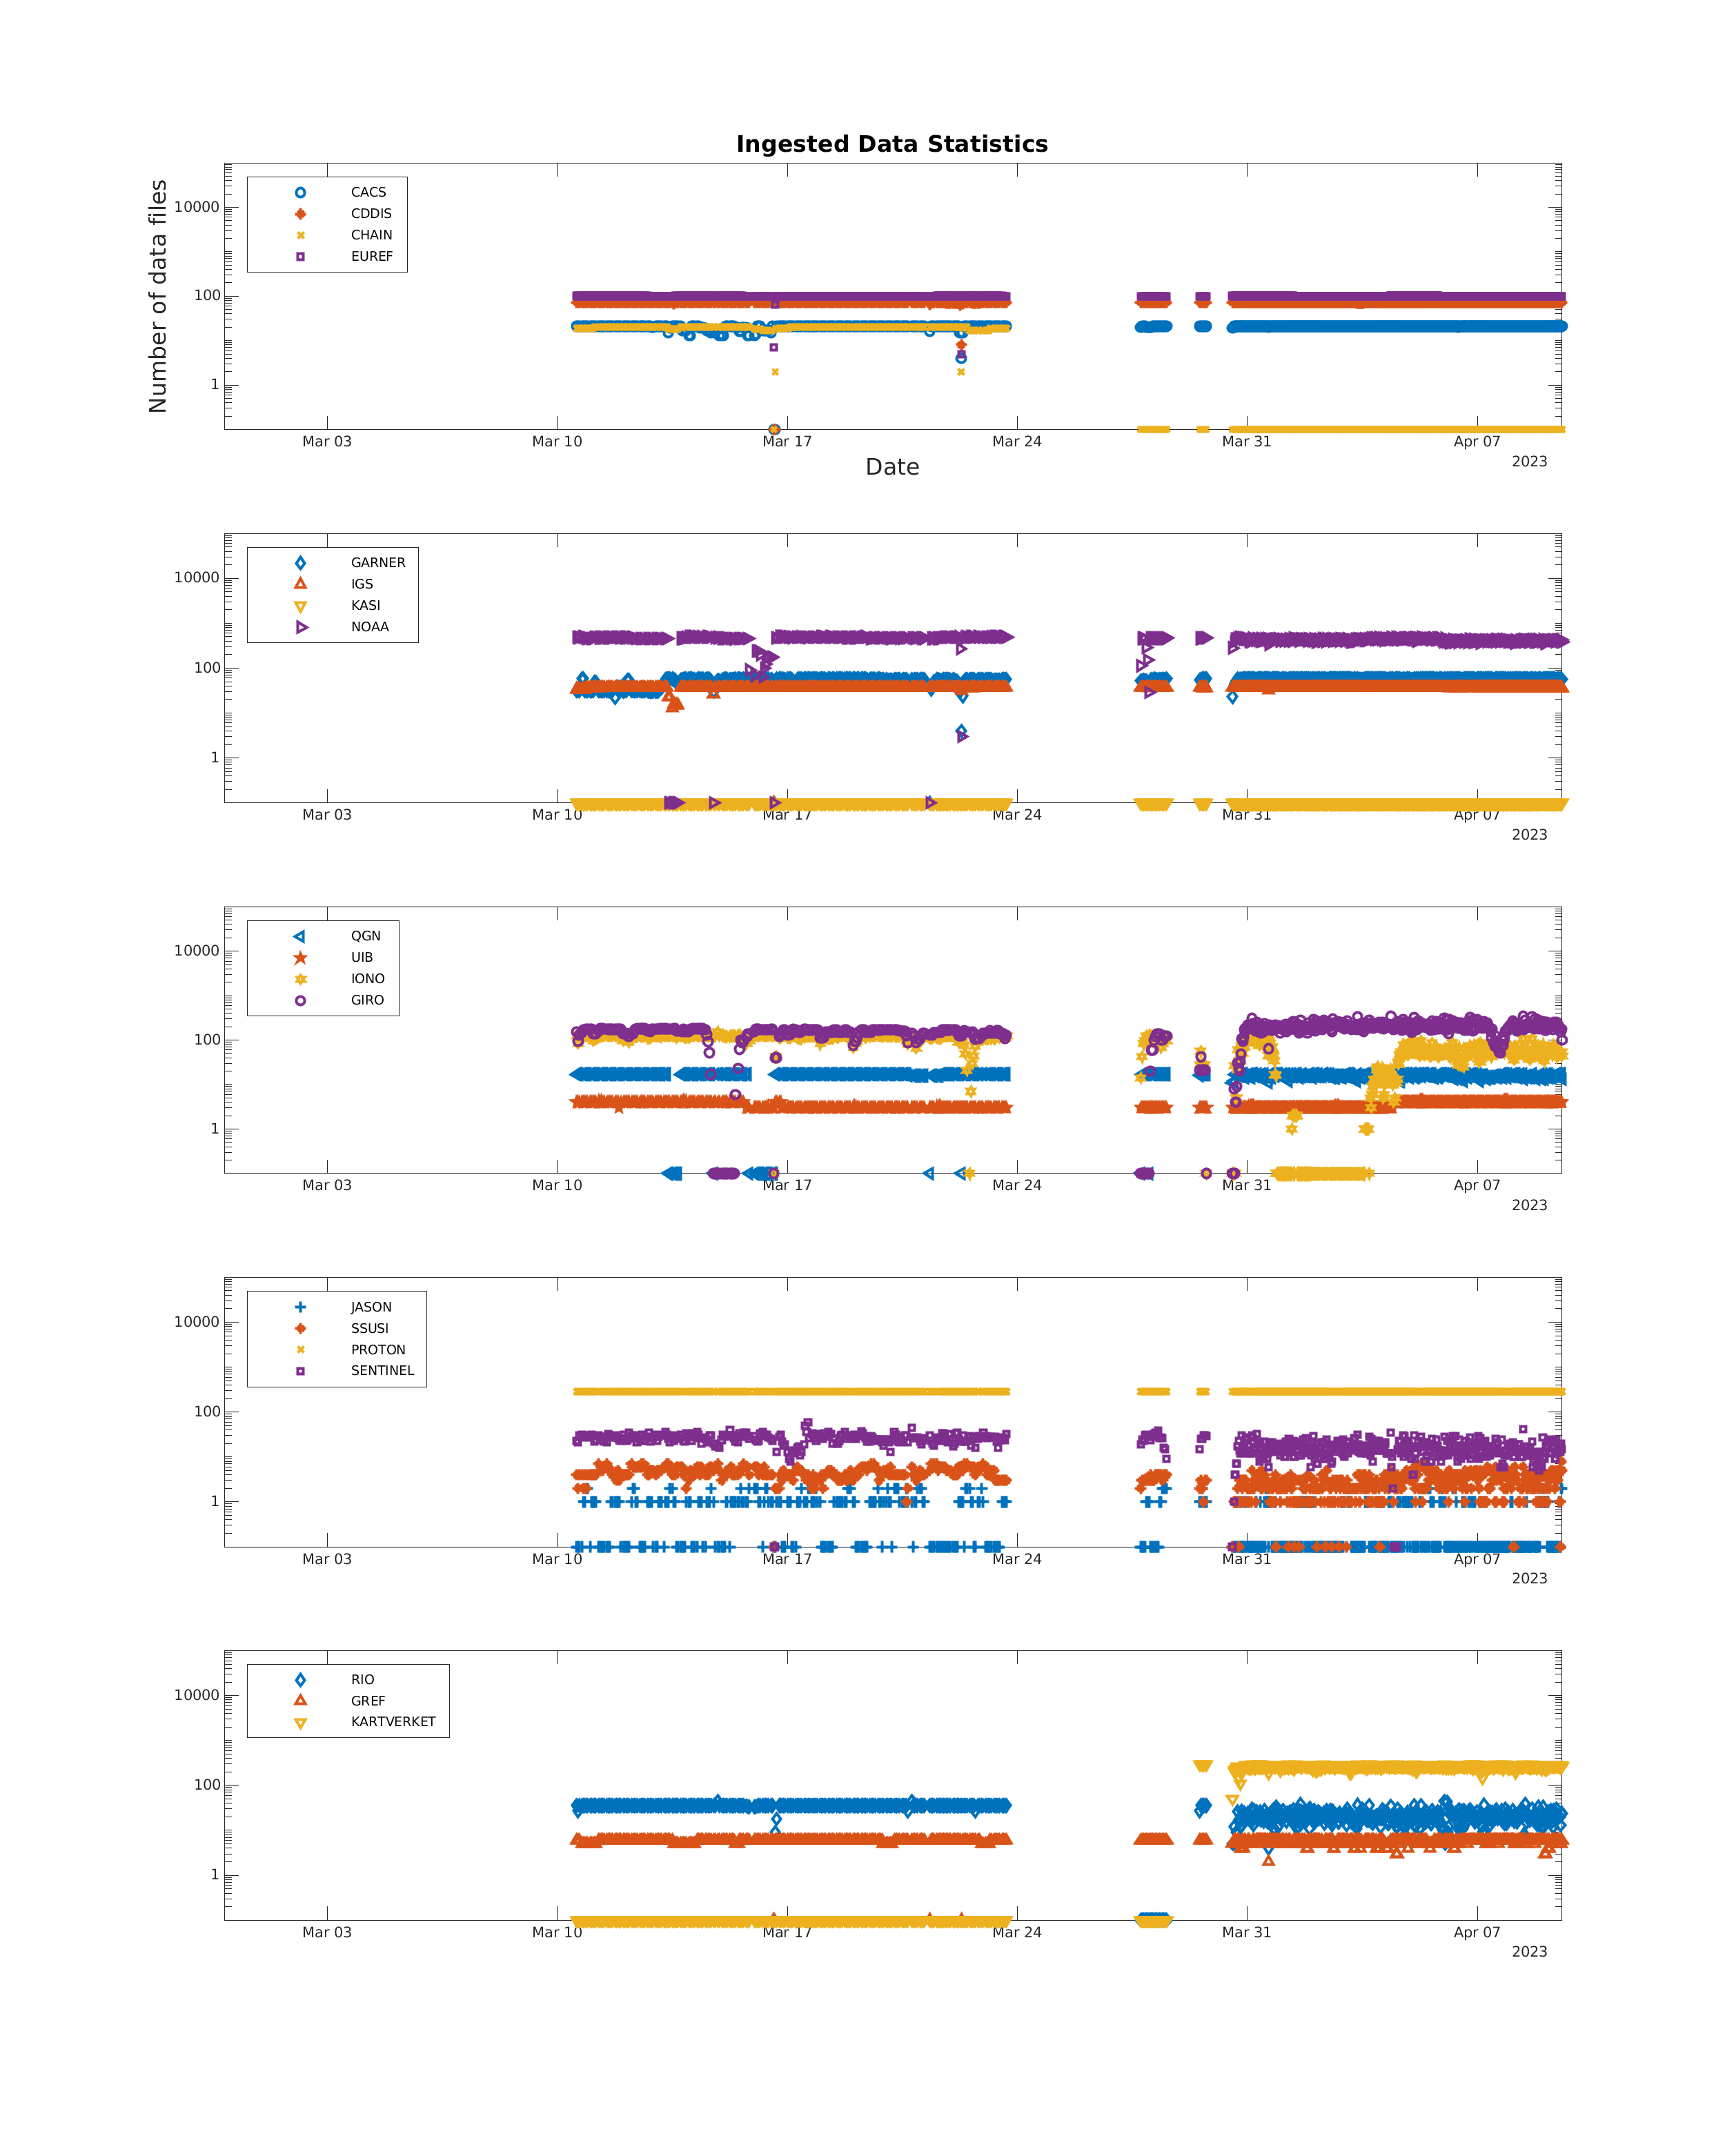 Ingested Data Statistics
Number of data files
CACS
CDDIS
CHAIN
EUREF
10000
100
1
Mar 03 Mar 10 Mar 17 Mar 24 Mar 31 Apr 07
2023
Date
GARNER
IGS
KASI
NOAA
10000
100
1
Mar 03 Mar 10 Mar 17 Mar 24 Mar 31 Apr 07
2023
QGN
UIB
IONO
GIRO
10000
100
1
Mar 03 Mar 10 Mar 17 Mar 24 Mar 31 Apr 07
2023
JASON
SSUSI
PROTON
SENTINEL
10000
100
1
Mar 03 Mar 10 Mar 17 Mar 24 Mar 31 Apr 07
2023
RIO
GREF
KARTVERKET
10000
100
1
Mar 03 Mar 10 Mar 17 Mar 24 Mar 31 Apr 07
2023